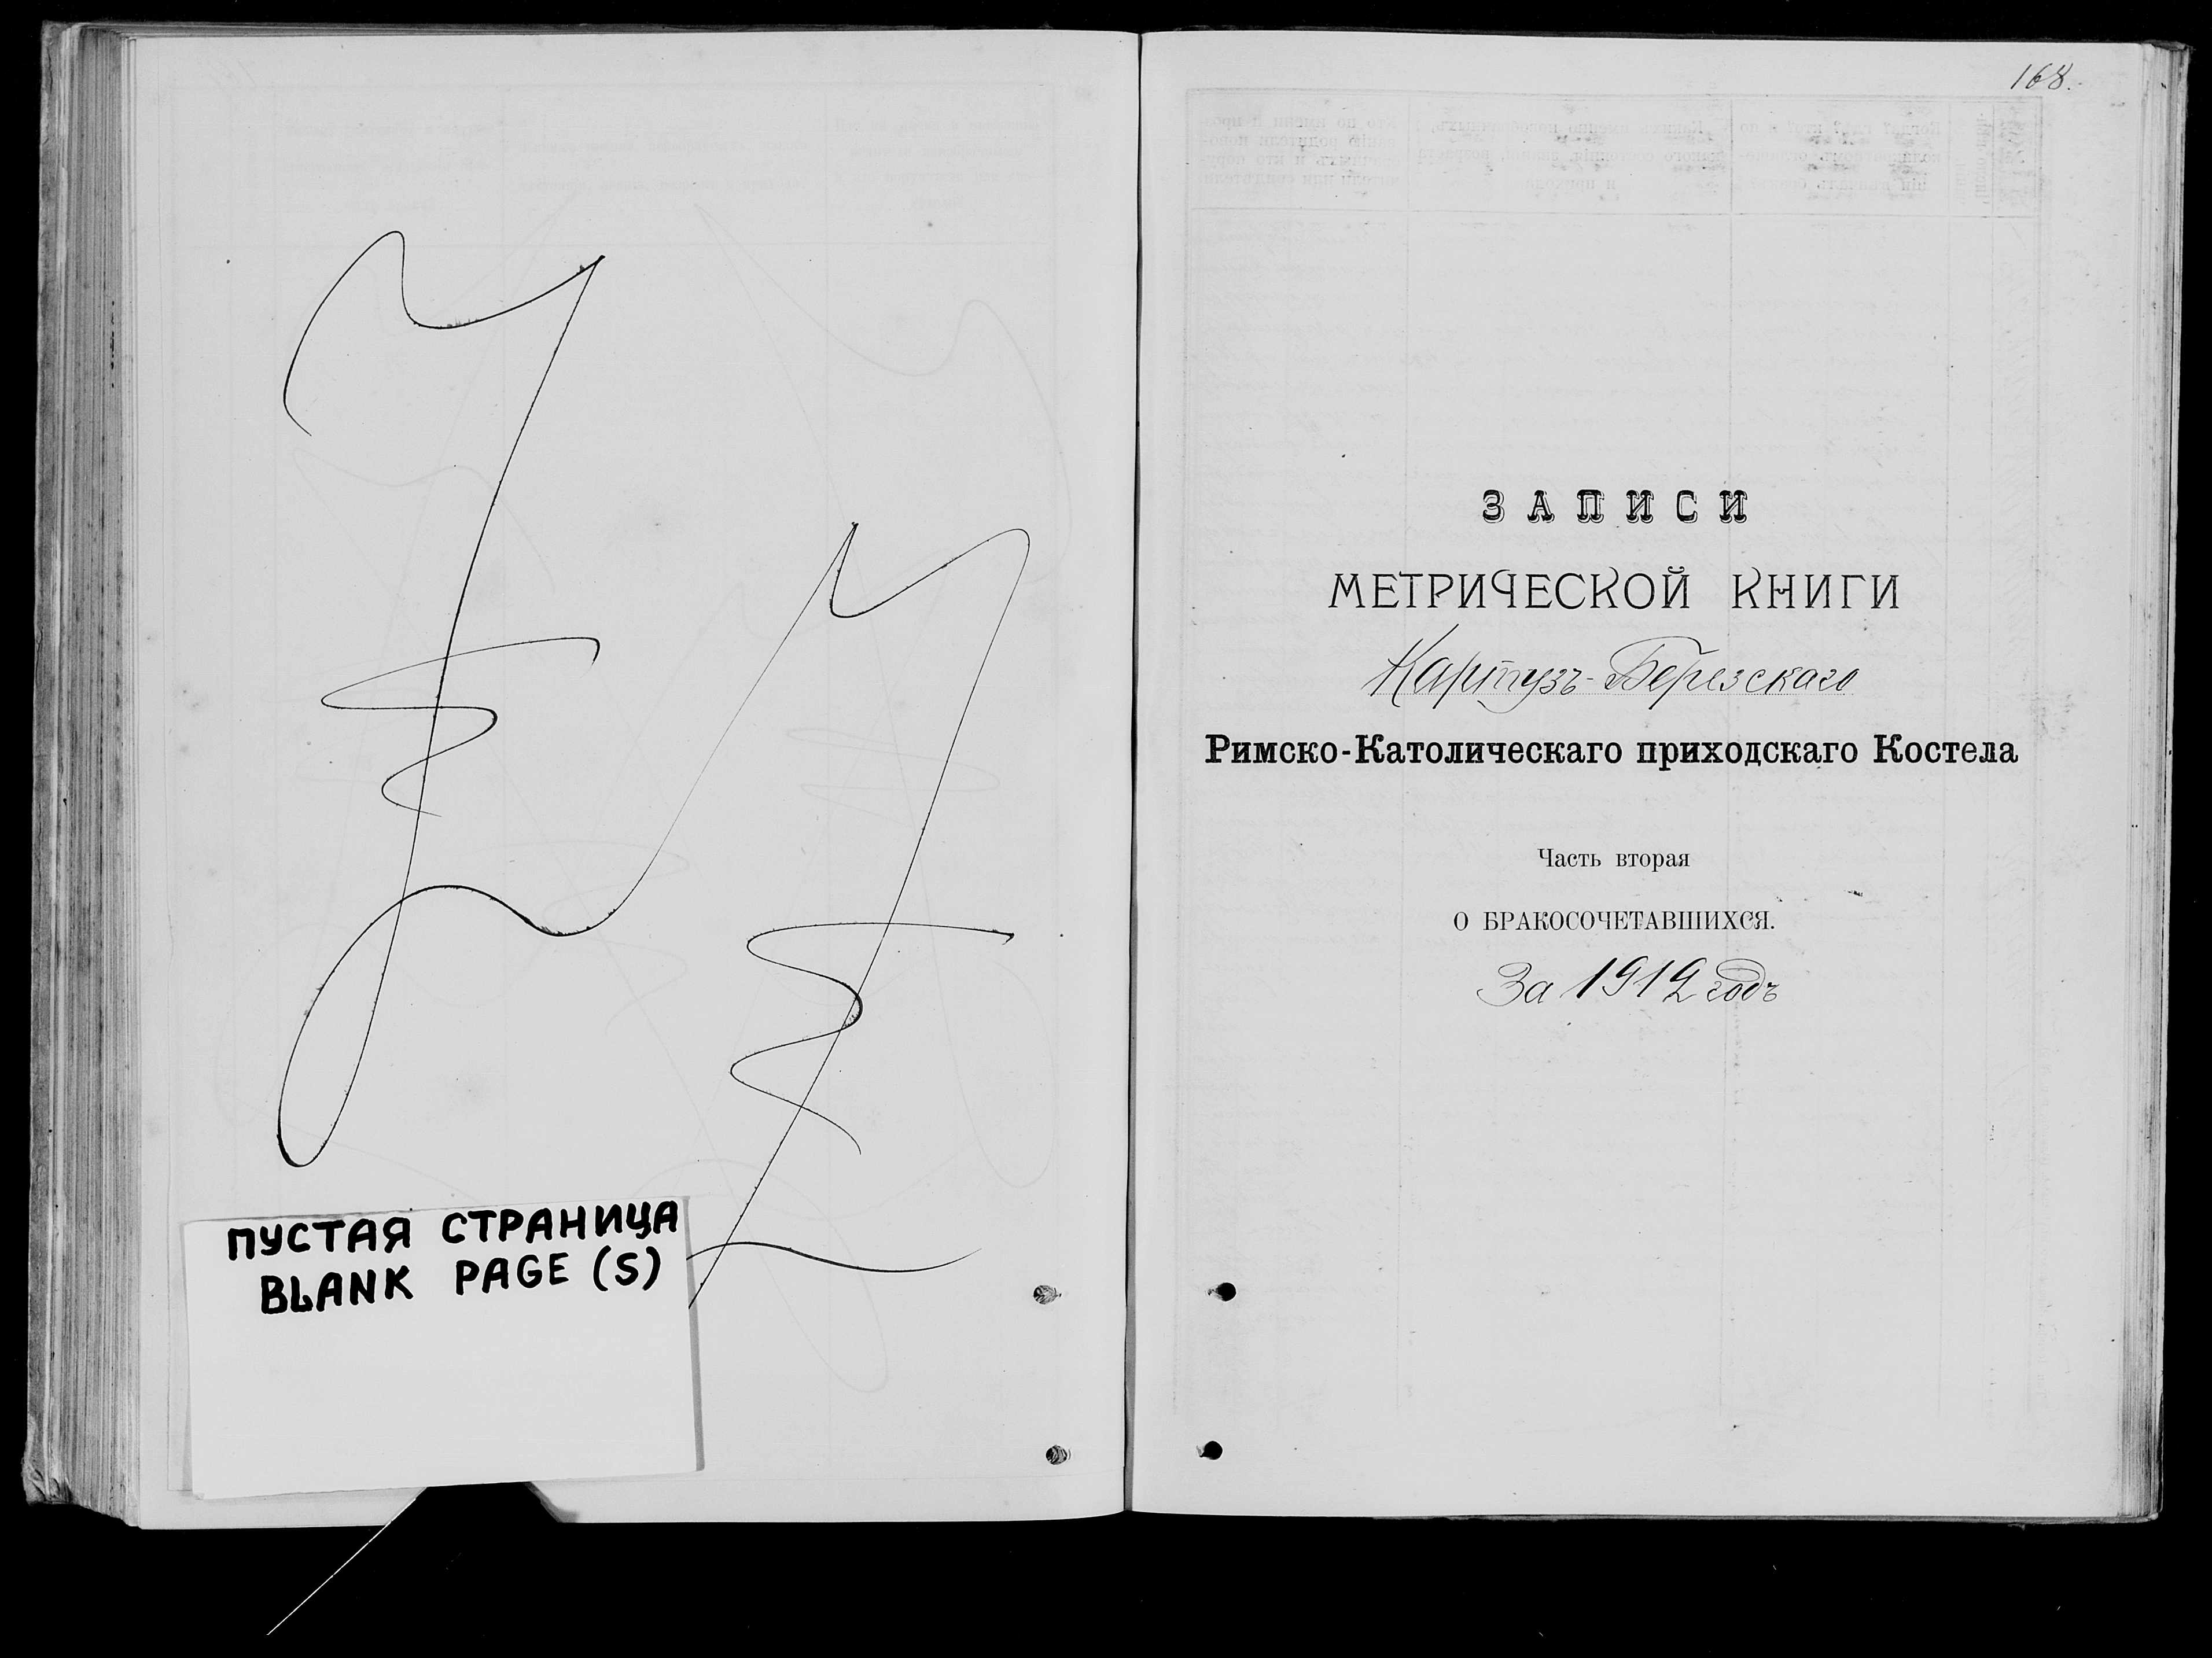 ПУСТАЯ СТРАНИЦА
BLANK PAGE (S)
168.
ЗАПИСИ
МЕТРИЧЕСКОЙ КНИГИ
Картузъ-Березскаго
Римско-Католическаго приходскаго Костела
Часть вторая
О БРАКОСОЧЕТАВШИХСЯ.
За 1912 годъ